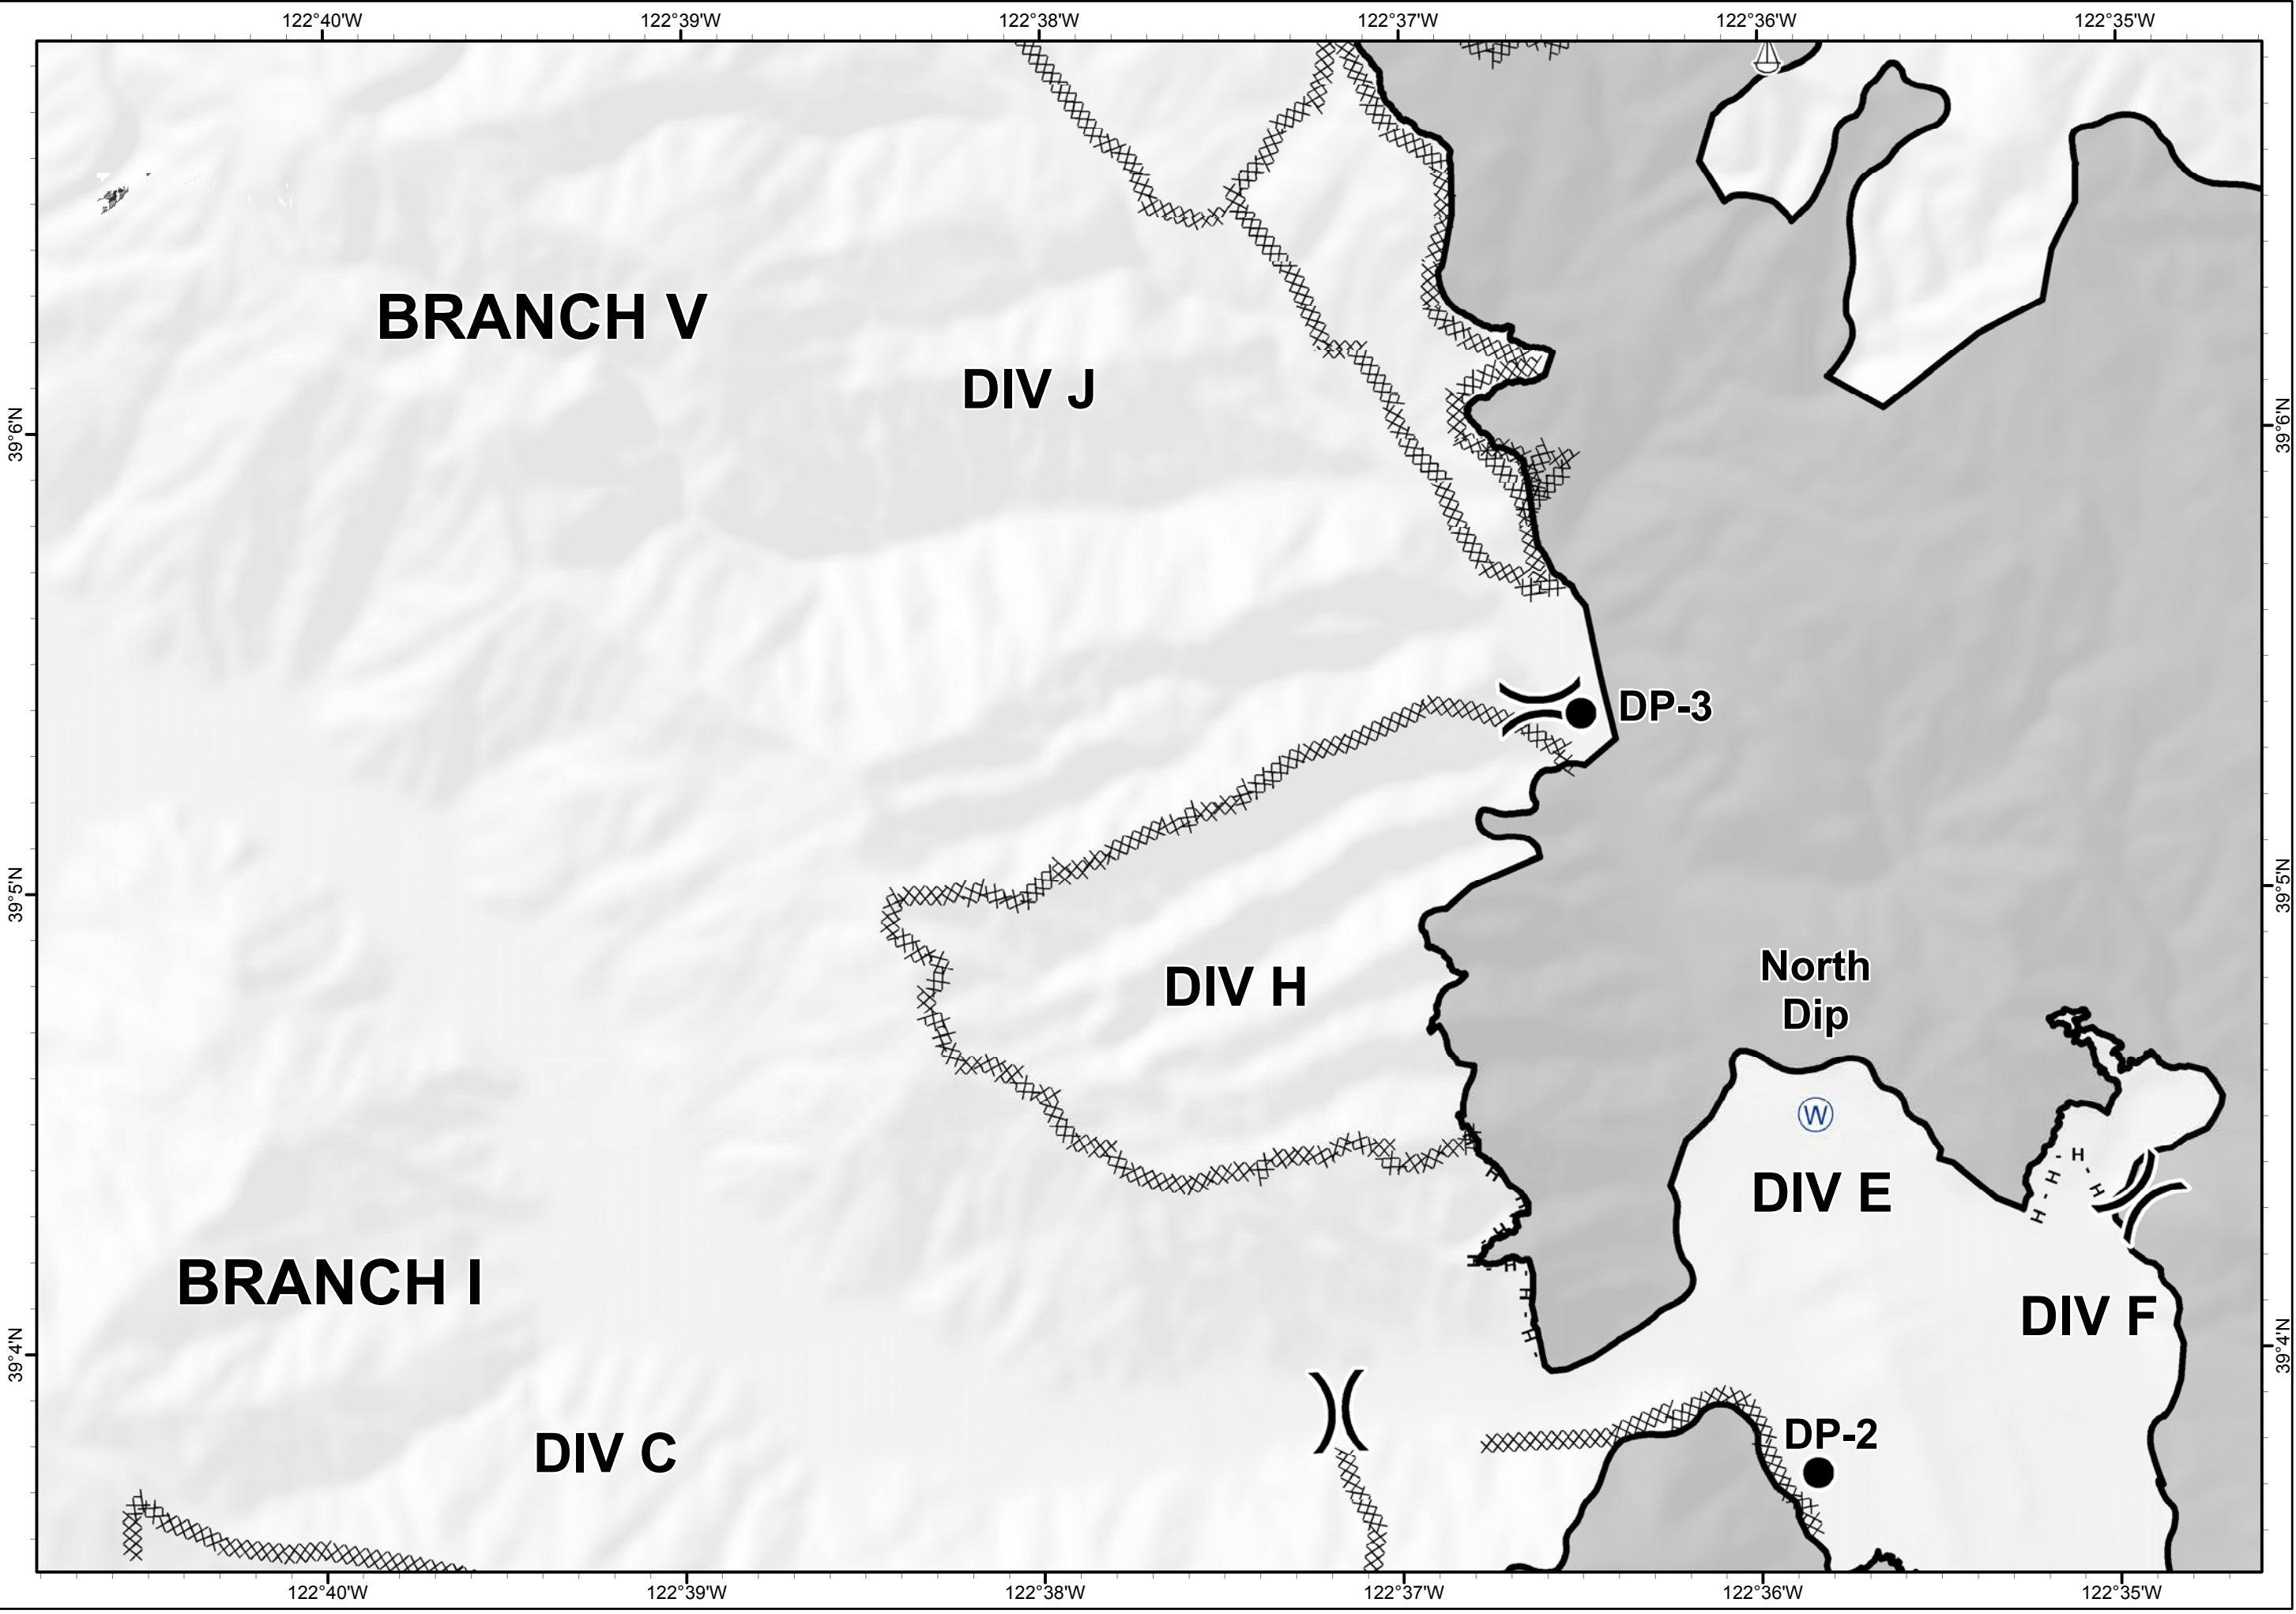 122°40'W 122°39'W 122°38'W 122°37'W 122°36'W 122°35'W
BRANCH V
DIV J
39°6'N 39°6'N
DP-3
39°5'N 39°5'N
North
Dip
DIV H
W
H
H
H
H
H
DIV E
H
H
BRANCH I
H
H
H
DIV F
39°4'N 39°4'N
DP-2
DIV C
122°40'W 122°39'W 122°38'W 122°37'W 122°36'W 122°35'W